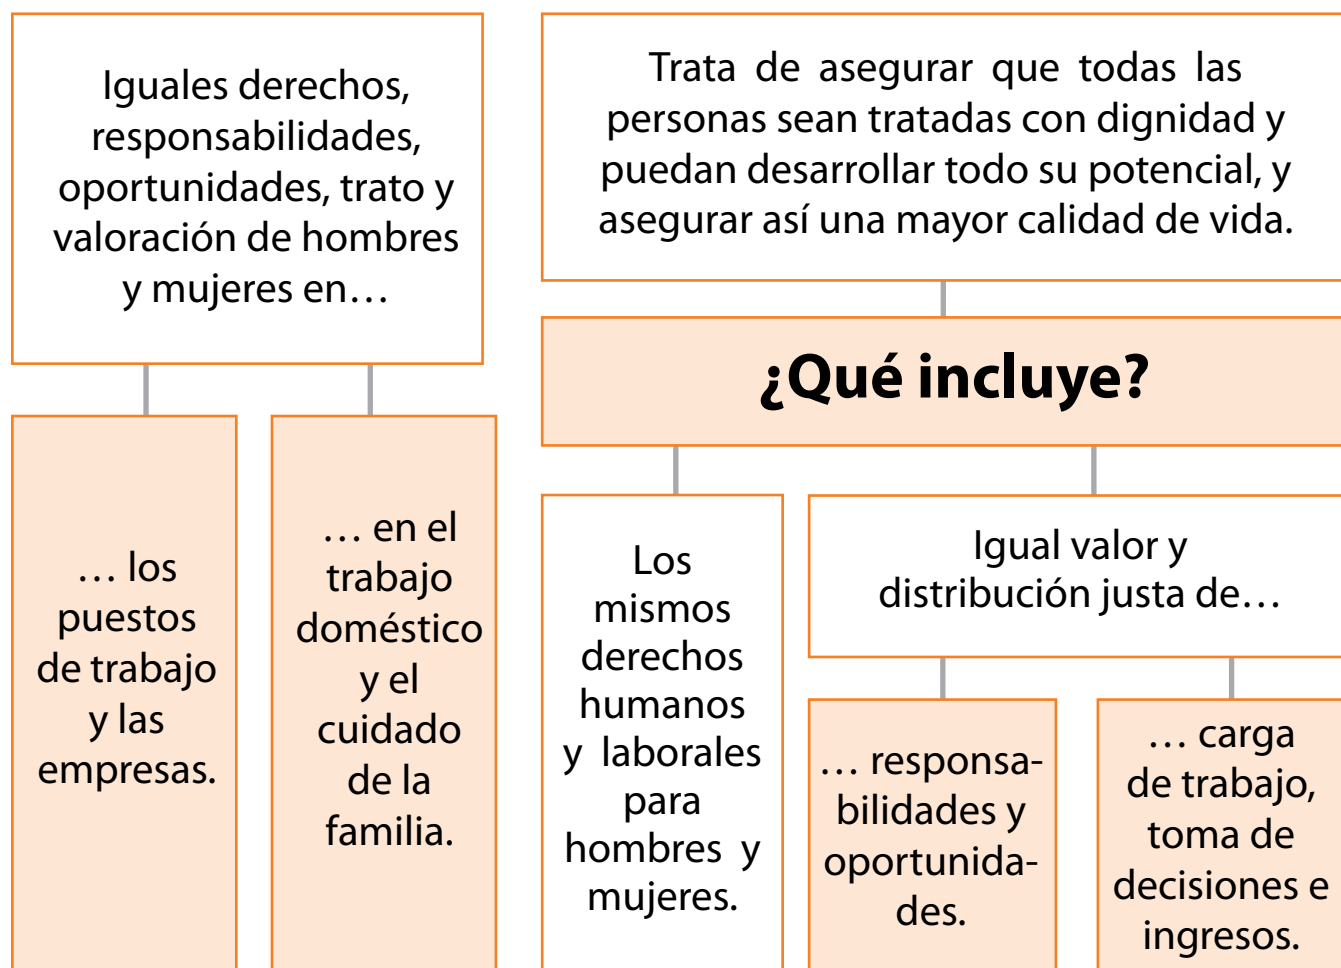 Iguales derechos,
responsabilidades,
oportunidades, trato y
valoración de hombres
y mujeres en…
… los
puestos
de trabajo
y las
empresas.
… en el
trabajo
doméstico
y el
cuidado
de la
familia.
Trata de asegurar que todas las
personas sean tratadas con dignidad y
puedan desarrollar todo su potencial, y
asegurar así una mayor calidad de vida.
¿Qué incluye?
Los
mismos
derechos
humanos
y laborales
para
hombres y
mujeres.
Igual valor y
distribución justa de…
… responsa-
bilidades y
oportunida-
des.
… carga
de trabajo,
toma de
decisiones e
ingresos.